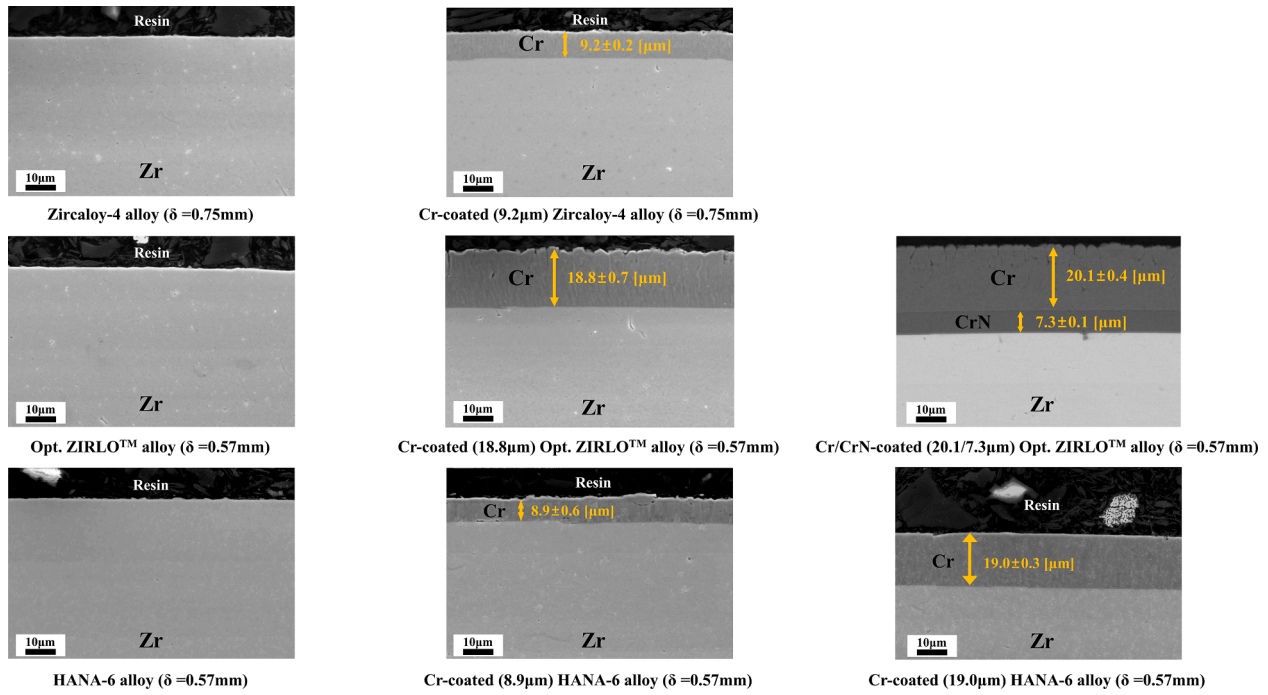 Resin
Zr
10μm
Zircaloy-4 alloy (δ =0.75mm)
Resin
Cr
9.2±0.2 [μm]
Zr
10μm
Cr-coated (9.2μm) Zircaloy-4 alloy (δ =0.75mm)
Resin
Zr
10μm
Opt. ZIRLO™ alloy (δ =0.57mm)
Cr
18.8±0.7 [μm]
Zr
10μm
Cr-coated (18.8μm) Opt. ZIRLO™ alloy (δ =0.57mm)
Cr
20.1±0.4 [μm]
CrN
7.3±0.1 [μm]
Zr
10μm
Cr/CrN-coated (20.1/7.3μm) Opt. ZIRLO™ alloy (δ =0.57mm)
Resin
Zr
10μm
HANA-6 alloy (δ =0.57mm)
Resin
Cr
8.9±0.6 [μm]
Zr
10μm
Cr-coated (8.9μm) HANA-6 alloy (δ =0.57mm)
Resin
Cr
19.0±0.3 [μm]
Zr
10μm
Cr-coated (19.0μm) HANA-6 alloy (δ =0.57mm)